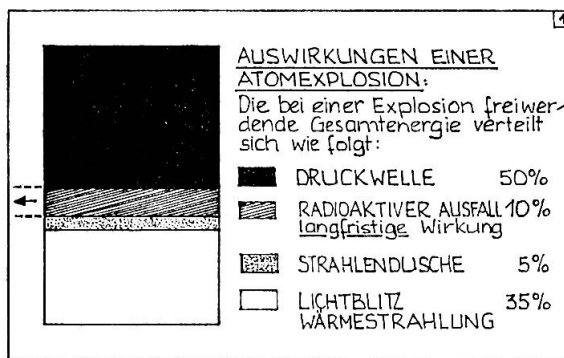 AUSWIRKUNGEN EINER
ATOMEXPLOSION:
Die bei einer Explosion freiwer-
dende Gesamtenergie verteilt
sich wie folgt:
DRUCKWELLE 50%
RADIOAKTIVER AUSFALL 10%
langfristige Wirkung
STRAHLENDUSCHE 5%
LICHTBLITZ 35%
WÄRMESTRAHLUNG